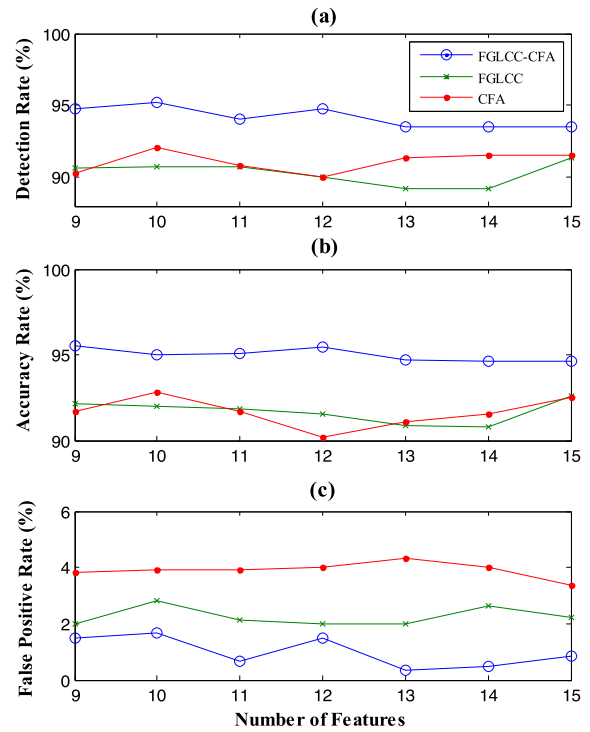 (a)
Detection Rate (%)
100
95
90
FGLCC-CFA
FGLCC
CFA
9 10 11 12 13 14 15
(b)
Accuracy Rate (%)
100
95
90
9 10 11 12 13 14 15
(c)
False Positive Rate (%)
6
4
2
0
9 10 11 12 13 14 15
Number of Features